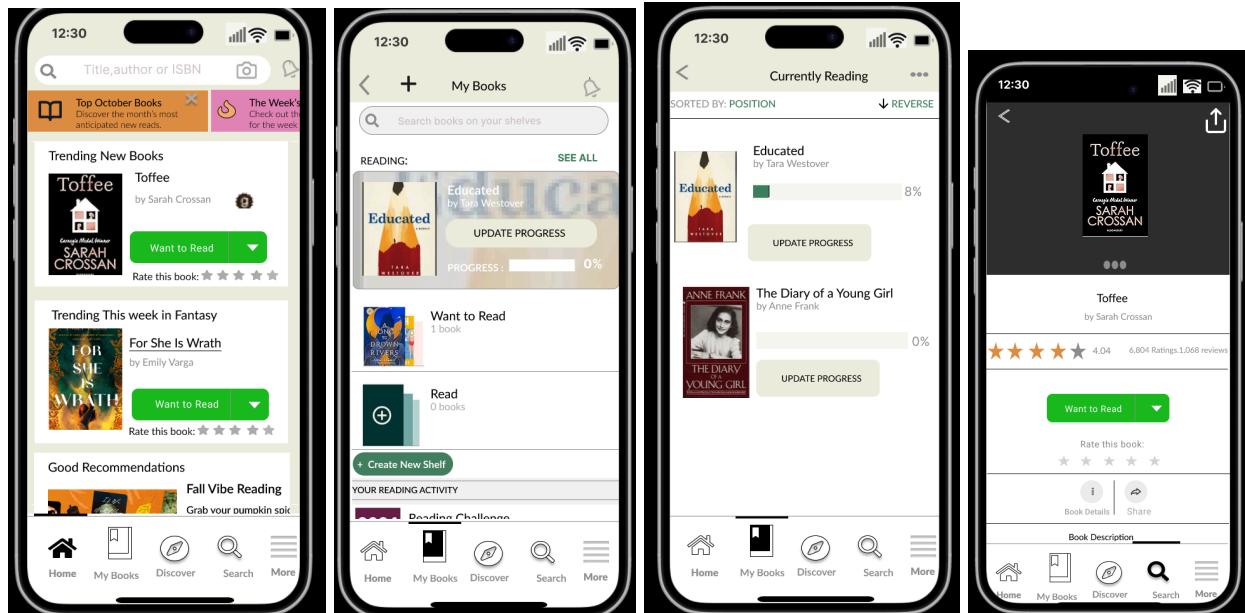 12:30
Title,author or ISBN
Top October Books
Discover the month's most
anticipated new reads.
The Week's
Check out th
for the week
Trending New Books
Toffee
SARAH
CROSSAN
Toffee
by Sarah Crossan
Want to Read
Rate this book:
Trending This week in Fantasy
FOR
SHE
IS
WRATH
For She Is Wrath
by Emily Varga
Want to Read
Rate this book:
Good Recommendations
Fall Vibe Reading
Grab your pumpkin spic
Home
My Books
Discover
Search
More
12:30
My Books
Search books on your shelves
READING:
SEE ALL
Educated
TARA
WESTOVER
Educated
by Tara Westover
UPDATE PROGRESS
PROGRESS :
0%
DROWN
RIVERS
Want to Read
1 book
Read
0 books
+ Create New Shelf
YOUR READING ACTIVITY
Reading Challenge
Home
My Books
Discover
Search
More
12:30
Currently Reading
SORTED BY: POSITION
REVERSE
Educated
TARA
WESTOVER
Educated
by Tara Westover
8%
UPDATE PROGRESS
ANNE FRANK
THE DIARY
OF A
YOUNG GIRL
The Diary of a Young Girl
by Anne Frank
0%
UPDATE PROGRESS
Home
My Books
Discover
Search
More
12:30
Toffee
Carnegie Medal Winner
SARAH
CROSSAN
Toffee
by Sarah Crossan
4.04
6,804 Ratings.1,068 reviews
Want to Read
Rate this book:
Book Details
Share
Book Description
Home
My Books
Discover
Search
More